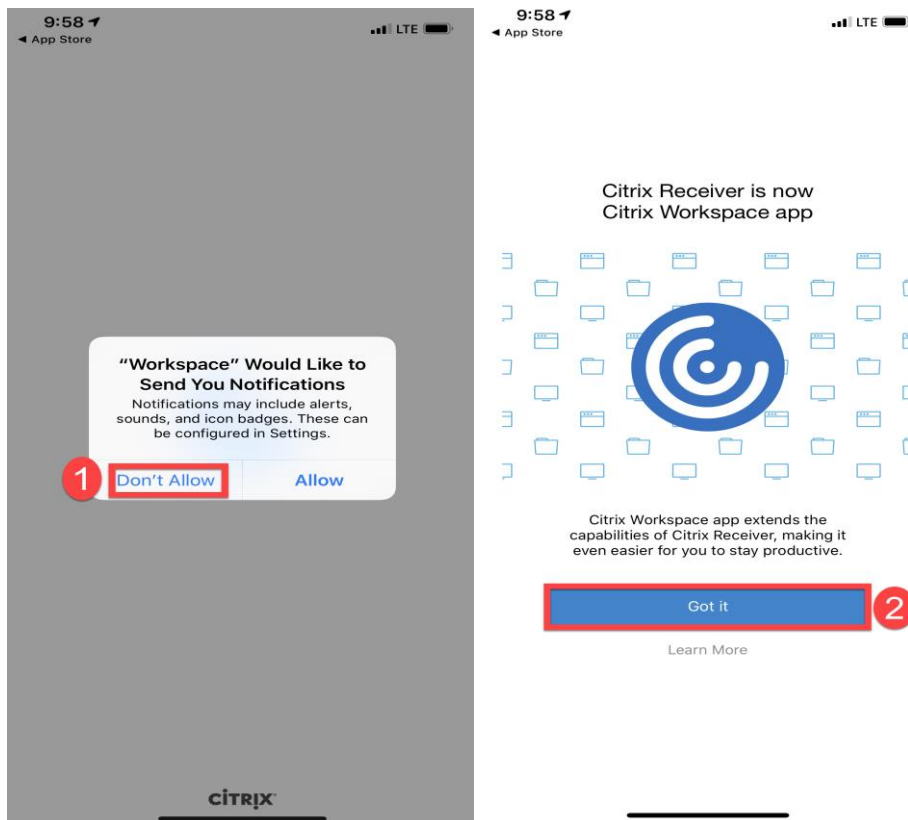 9:58
◀ App Store
LTE
"Workspace" Would Like to
Send You Notifications
Notifications may include alerts,
sounds, and icon badges. These can
be configured in Settings.
1
Don't Allow
Allow
CİTRIX
9:58
◀ App Store
LTE
Citrix Receiver is now
Citrix Workspace app
Citrix Workspace app extends the
capabilities of Citrix Receiver, making it
even easier for you to stay productive.
Got it
2
Learn More